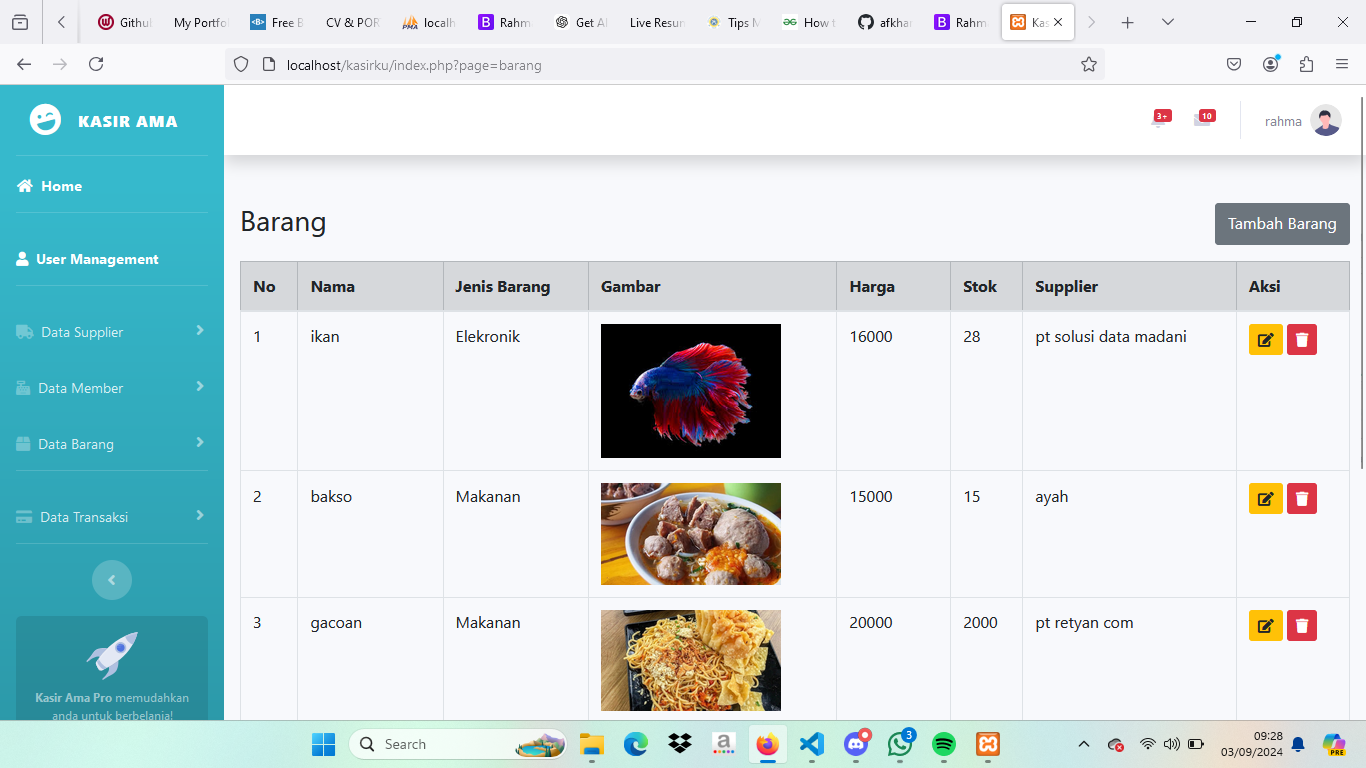 Githul
My Portfo
Free B
CV & POR
localh
Rahm
Get Al
Live Resun
Tips M
How t
afkhar
Rahm
Kas
localhost/kasirku/index.php?page=barang
KASIR AMA
3+
10
rahma
Home
User Management
Data Supplier
Data Member
Data Barang
Data Transaksi
Kasir Ama Pro memudahkan
anda untuk berbelanja!
Barang
Tambah Barang
No Nama Jenis Barang Gambar Harga Stok Supplier Aksi
1 ikan Elekronik 16000 28 pt solusi data madani
2 bakso Makanan 15000 15 ayah
3 gacoan Makanan 20000 2000 pt retyan com
Search
3
PRE
09:28
03/09/2024